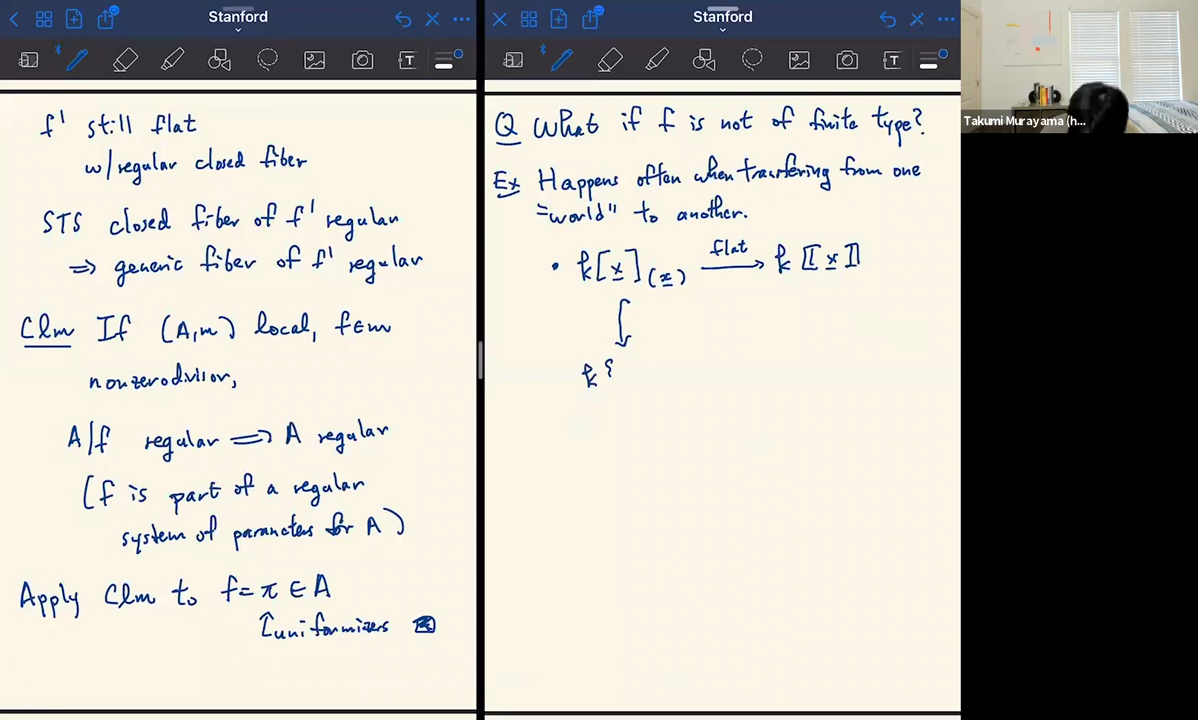 Stanford
f' still flat
w/regular closed fiber
STS closed fiber of f' regular
⟹ generic fiber of f' regular
Clm If (A,m) local, f∈m
nonzerodivisor,
A/f regular ⟹ A regular
(f is part of a regular
system of parameters for A)
Apply Clm to f=π∈A
↑uniformizers
Stanford
Q What if f is not of finite type?
Ex Happens often when transfering from one
"world" to another.
• k[x](x) flat⟶ k[[x]]
k{
Takumi Murayama (h...